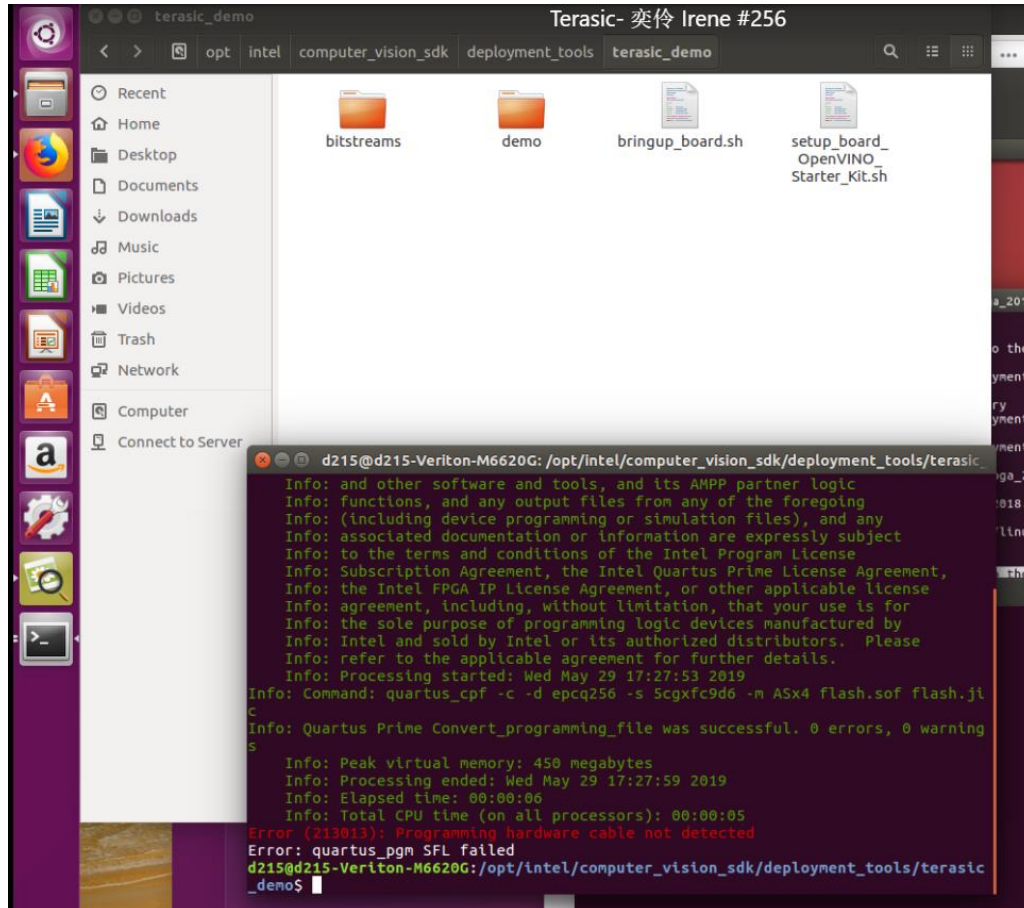 terasic_demo
Terasic- 奕伶 Irene #256
opt intel computer_vision_sdk deployment_tools terasic_demo
Recent
Home
Desktop
Documents
Downloads
Music
Pictures
Videos
Trash
Network
Computer
Connect to Server
bitstreams
demo
bringup_board.sh
setup_board_
OpenVINO_
Starter_Kit.sh
a_201
o the
yment
ry
yment
yment
ga_2
2018
/linu
the
d215@d215-Veriton-M6620G: /opt/intel/computer_vision_sdk/deployment_tools/terasic_
Info: and other software and tools, and its AMPP partner logic
Info: functions, and any output files from any of the foregoing
Info: (including device programming or simulation files), and any
Info: associated documentation or information are expressly subject
Info: to the terms and conditions of the Intel Program License
Info: Subscription Agreement, the Intel Quartus Prime License Agreement,
Info: the Intel FPGA IP License Agreement, or other applicable license
Info: agreement, including, without limitation, that your use is for
Info: the sole purpose of programming logic devices manufactured by
Info: Intel and sold by Intel or its authorized distributors.  Please
Info: refer to the applicable agreement for further details.
Info: Processing started: Wed May 29 17:27:53 2019
Info: Command: quartus_cpf -c -d epcq256 -s 5cgxfc9d6 -m ASx4 flash.sof flash.ji
c
Info: Quartus Prime Convert_programming_file was successful. 0 errors, 0 warning
s
Info: Peak virtual memory: 450 megabytes
Info: Processing ended: Wed May 29 17:27:59 2019
Info: Elapsed time: 00:00:06
Info: Total CPU time (on all processors): 00:00:05
Error (213013): Programming hardware cable not detected
Error: quartus_pgm SFL failed
d215@d215-Veriton-M6620G:/opt/intel/computer_vision_sdk/deployment_tools/terasic
_demo$